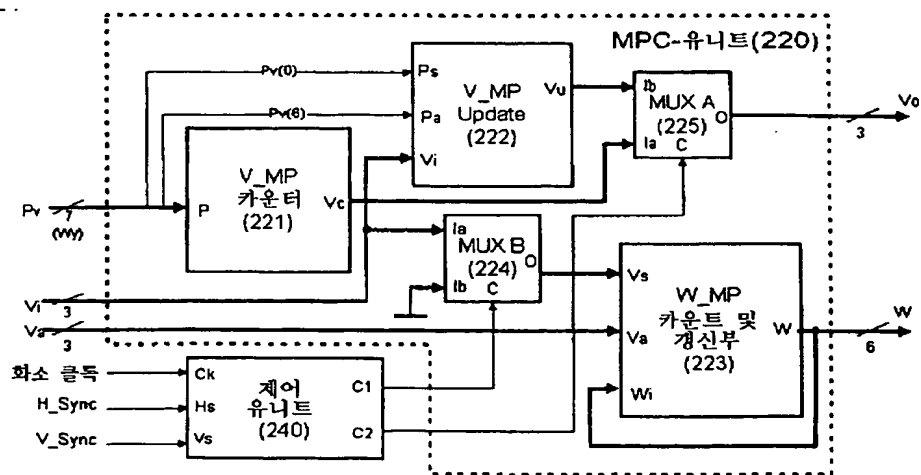 MPC-유니트(220)
Pv(0)
Pv(6)
Ps
Pa
Vi
V_MP
Update
(222)
Vu
Ib
MUX A
(225)
O
Ia
C
3
Vo
Pv
7
(Wy)
P
V_MP
카운터
(221)
Vc
Ia
MUX B
(224)
O
Ib
C
Vs
Va
Wi
W_MP
카운트 및
갱신부
(223)
W
W
6
Vi
3
Va
3
화소 클독
H_Sync
V_Sync
Ck
Hs
Vs
제어
유니트
(240)
C1
C2